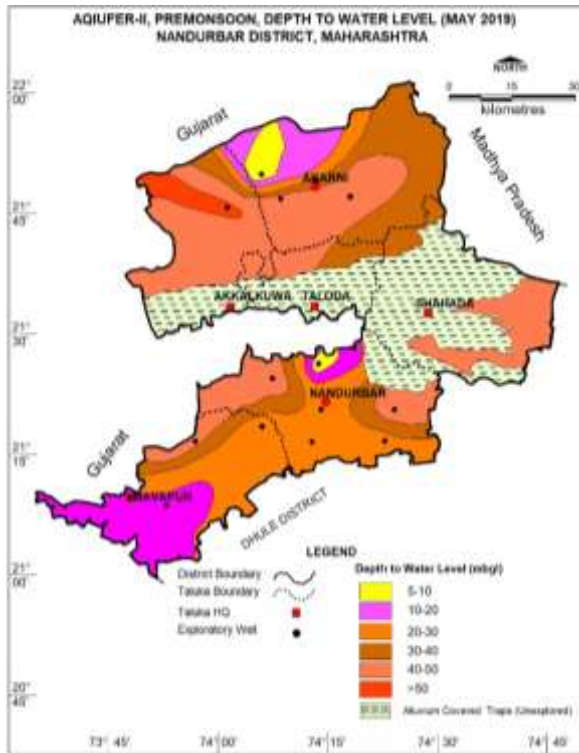 AQIUFER-II, PREMONSOON, DEPTH TO WATER LEVEL (MAY 2019)
NANDURBAR DISTRICT, MAHARASHTRA
NORTH
0 15 30
kilometres
22° 00'
Gujarat
Madhya Pradesh
AKRANI
21° 45'
AKKALKUWA TALODA SHAHADA
21° 30'
NANDURBAR
21° 15'
Gujarat
NAVAPUR
DHULE DISTRICT
21° 00'
LEGEND
District Boundary
Taluka Boundary
Taluka HQ
Exploratory Well
Depth to Water Level (mbgl)
5-10
10-20
20-30
30-40
40-50
>50
Alluvium Covered Traps (Unexplored)
20° 45'
73° 45' 74° 00' 74° 15' 74° 30' 74° 45'